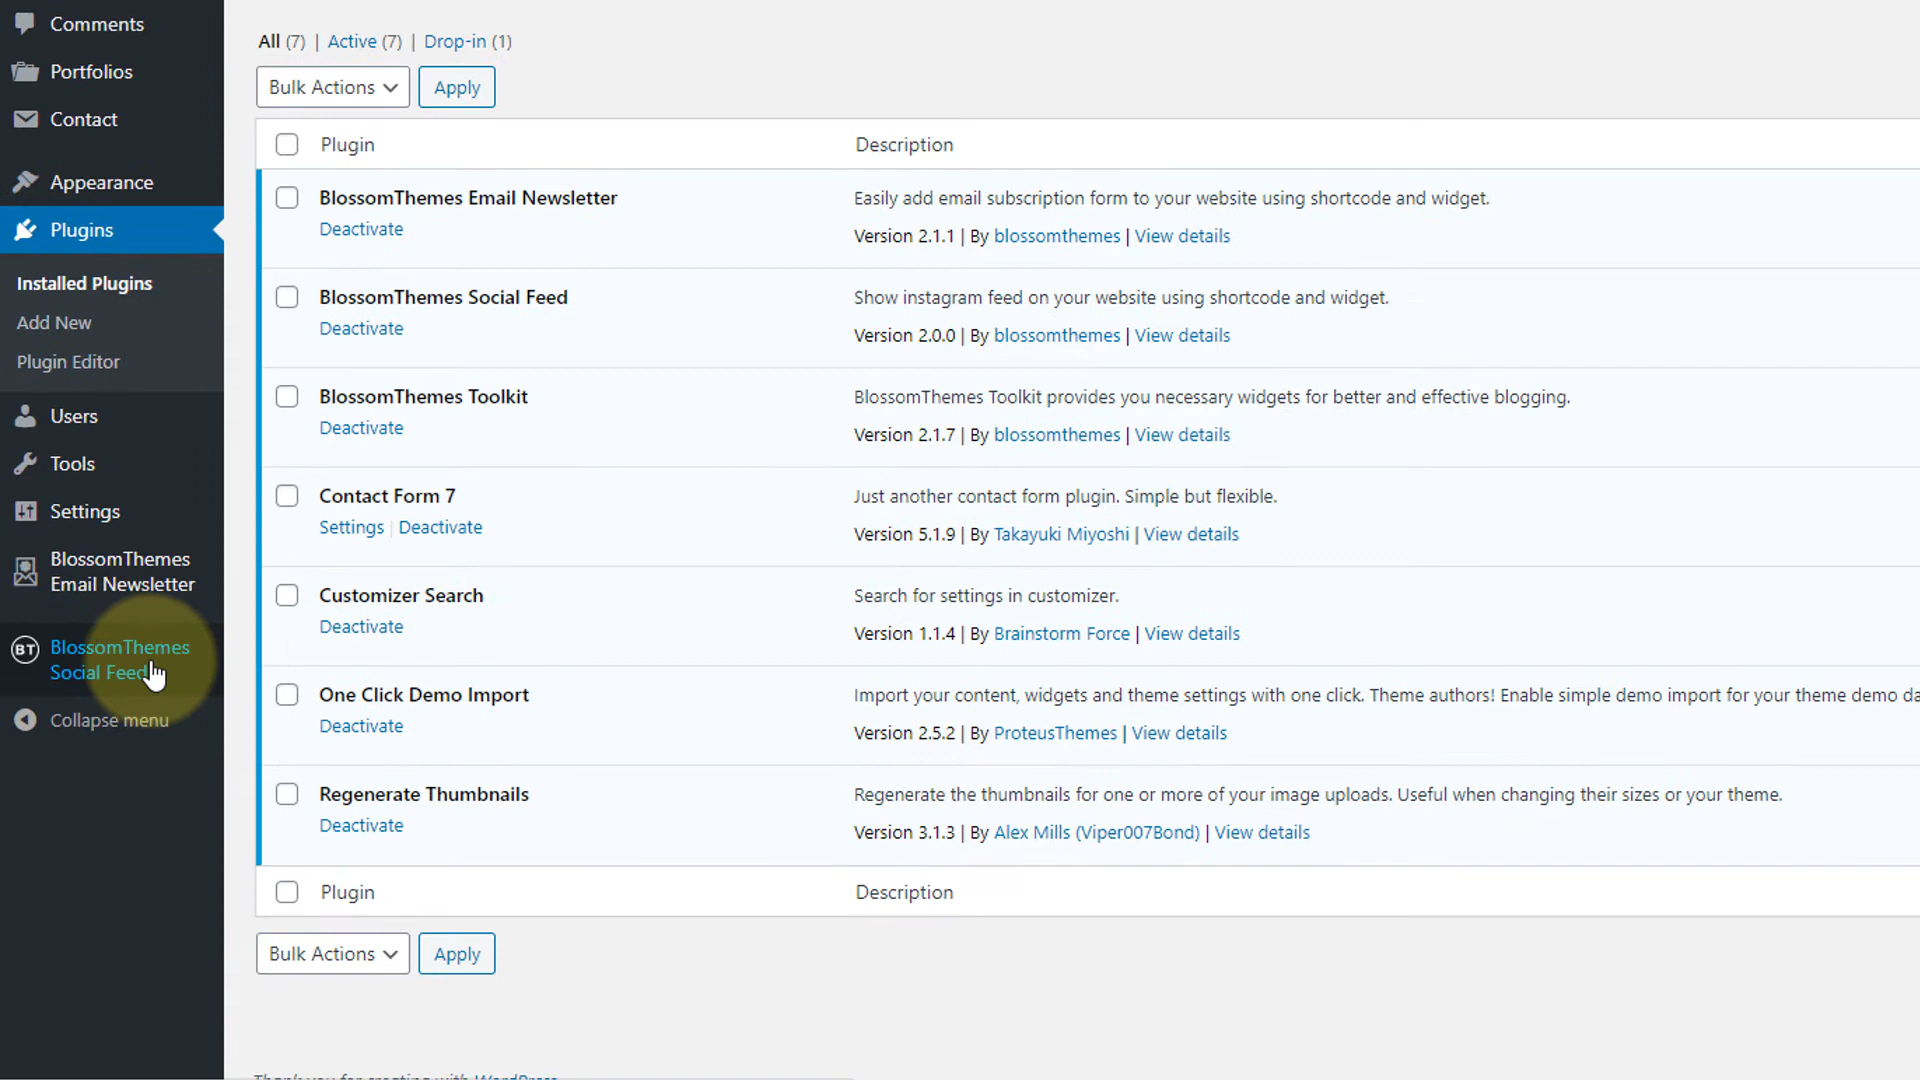 Comments
Portfolios
Contact
Appearance
Plugins
Installed Plugins
Add New
Plugin Editor
Users
Tools
Settings
BlossomThemes
Email Newsletter
BT
BlossomThemes
Social Feed
Collapse menu
All (7) | Active (7) | Drop-in (1)
Bulk Actions Apply
Plugin Description
BlossomThemes Email Newsletter Easily add email subscription form to your website using shortcode and widget.
Deactivate Version 2.1.1 | By blossomthemes | View details
BlossomThemes Social Feed Show instagram feed on your website using shortcode and widget.
Deactivate Version 2.0.0 | By blossomthemes | View details
BlossomThemes Toolkit BlossomThemes Toolkit provides you necessary widgets for better and effective blogging.
Deactivate Version 2.1.7 | By blossomthemes | View details
Contact Form 7 Just another contact form plugin. Simple but flexible.
Settings | Deactivate Version 5.1.9 | By Takayuki Miyoshi | View details
Customizer Search Search for settings in customizer.
Deactivate Version 1.1.4 | By Brainstorm Force | View details
One Click Demo Import Import your content, widgets and theme settings with one click. Theme authors! Enable simple demo import for your theme demo da
Deactivate Version 2.5.2 | By ProteusThemes | View details
Regenerate Thumbnails Regenerate the thumbnails for one or more of your image uploads. Useful when changing their sizes or your theme.
Deactivate Version 3.1.3 | By Alex Mills (Viper007Bond) | View details
Plugin Description
Bulk Actions Apply
Thank you for creating with WordPress